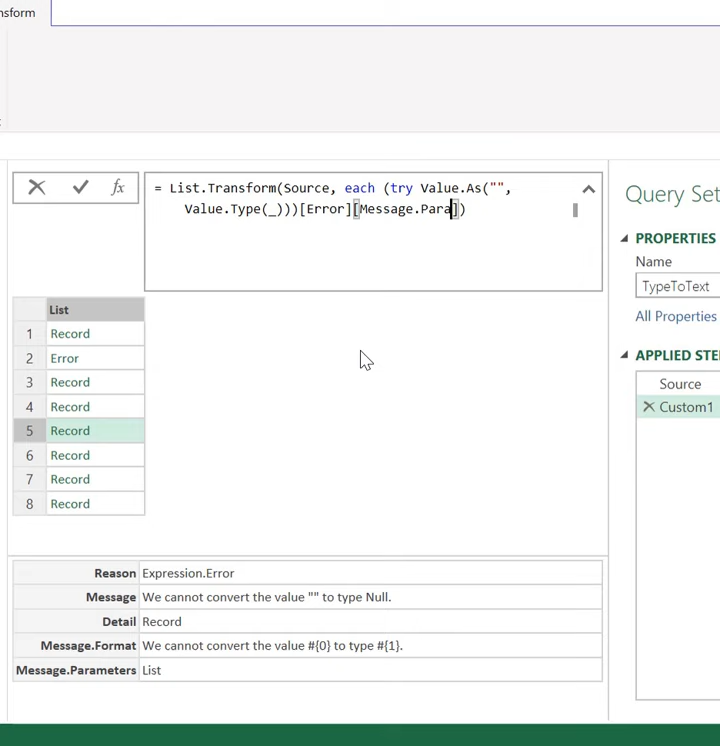 nsform
= List.Transform(Source, each (try Value.As("",
Value.Type(_)))[Error][Message.Para])
fx
List
1 Record
2 Error
3 Record
4 Record
5 Record
6 Record
7 Record
8 Record
Reason Expression.Error
Message We cannot convert the value "" to type Null.
Detail Record
Message.Format We cannot convert the value #{0} to type #{1}.
Message.Parameters List
Query Set
PROPERTIES
Name
TypeToText
All Properties
APPLIED STE
Source
Custom1